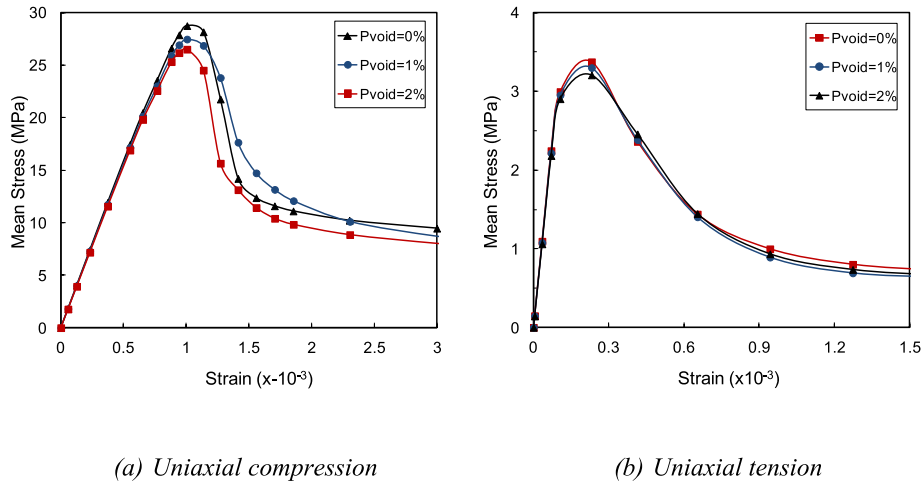 30
25
20
15
10
5
0
Mean Stress (MPa)
Pvoid=0%
Pvoid=1%
Pvoid=2%
0
0.5
1
1.5
2
2.5
3
Strain (x-10⁻³)
(a) Uniaxial compression
4
3
2
1
0
Mean Stress (MPa)
Pvoid=0%
Pvoid=1%
Pvoid=2%
0
0.3
0.6
0.9
1.2
1.5
Strain (x10⁻³)
(b) Uniaxial tension